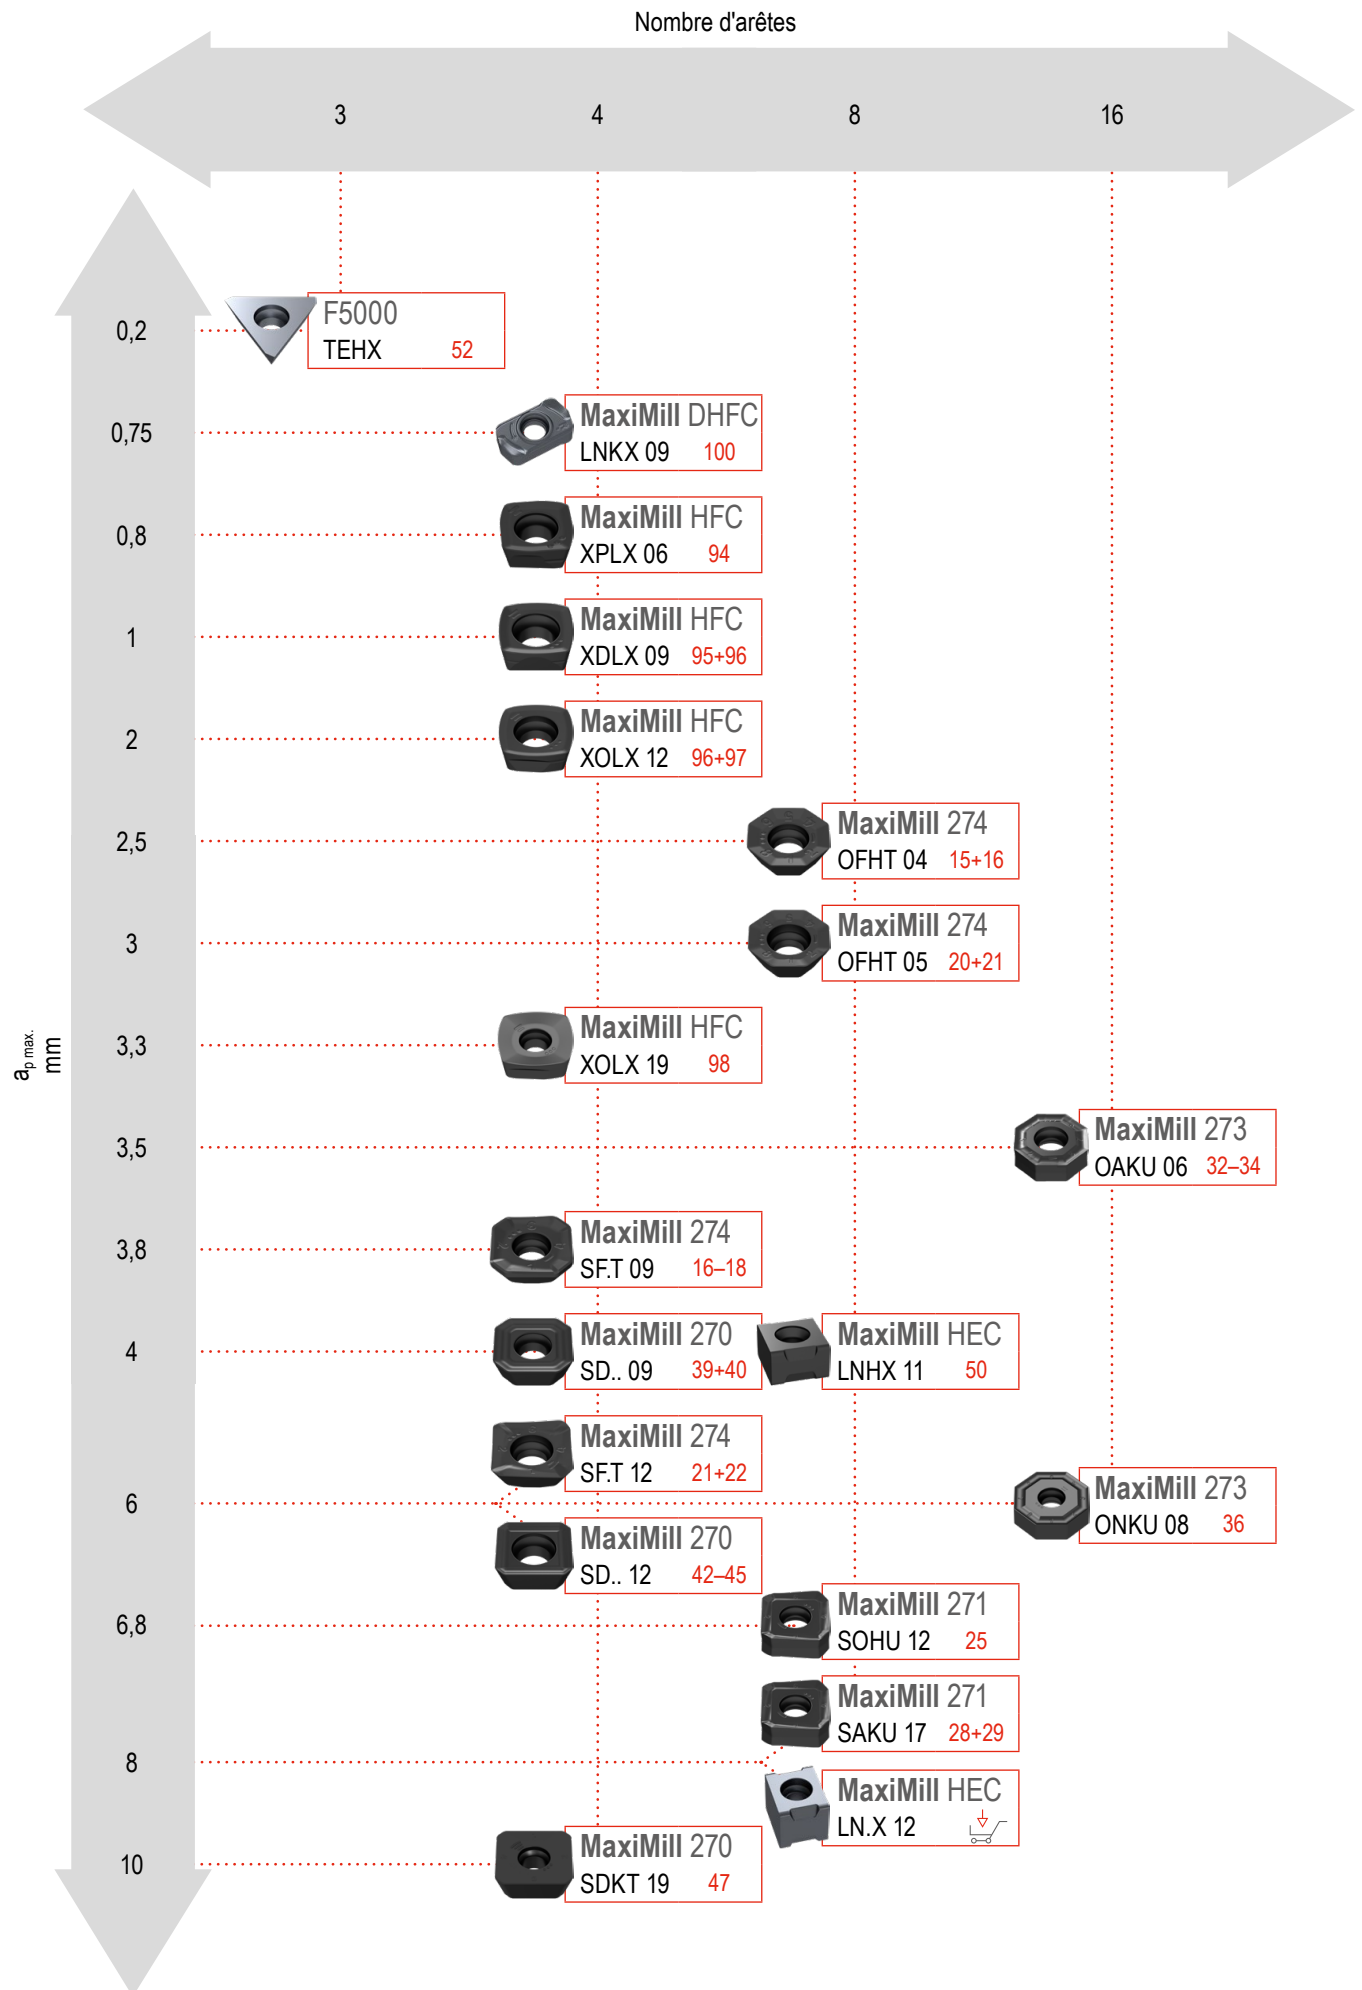 Nombre d'arêtes
3 4 8 16
0,2
F5000
TEHX 52
0,75
MaxiMill DHFC
LNKX 09 100
0,8
MaxiMill HFC
XPLX 06 94
1
MaxiMill HFC
XDLX 09 95+96
2
MaxiMill HFC
XOLX 12 96+97
2,5
MaxiMill 274
OFHT 04 15+16
3
MaxiMill 274
OFHT 05 20+21
ap max.
mm
3,3
MaxiMill HFC
XOLX 19 98
3,5
MaxiMill 273
OAKU 06 32–34
3,8
MaxiMill 274
SF.T 09 16–18
4
MaxiMill 270
SD.. 09 39+40
MaxiMill HEC
LNHX 11 50
6
MaxiMill 274
SF.T 12 21+22
MaxiMill 273
ONKU 08 36
MaxiMill 270
SD.. 12 42–45
6,8
MaxiMill 271
SOHU 12 25
8
MaxiMill 271
SAKU 17 28+29
MaxiMill HEC
LN.X 12
10
MaxiMill 270
SDKT 19 47